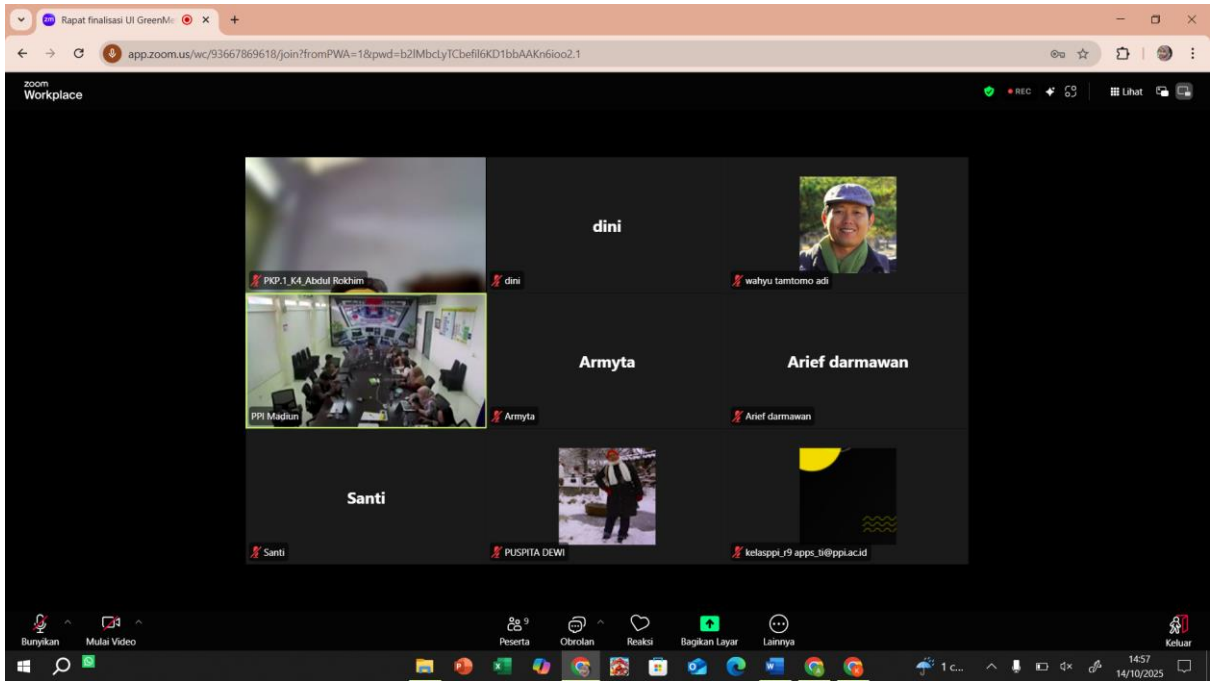 zm Rapat finalisasi UI GreenMe
app.zoom.us/wc/93667869618/join?fromPWA=1&pwd=b2lMbcLyTCbefil6KD1bbAAKn6ioo2.1
zoom
Workplace
REC
Lihat
dini
PKP.1_K4_Abdul Rokhim
dini
wahyu tamtomo adi
Armyta
Arief darmawan
PPI Madiun
Armyta
Arief darmawan
Santi
Santi
PUSPITA DEWI
kelasppi_r9 apps_ti@ppi.ac.id
9
Bunyikan
Mulai Video
Peserta
Obrolan
Reaksi
Bagikan Layar
Lainnya
Keluar
1 c...
14:57
14/10/2025